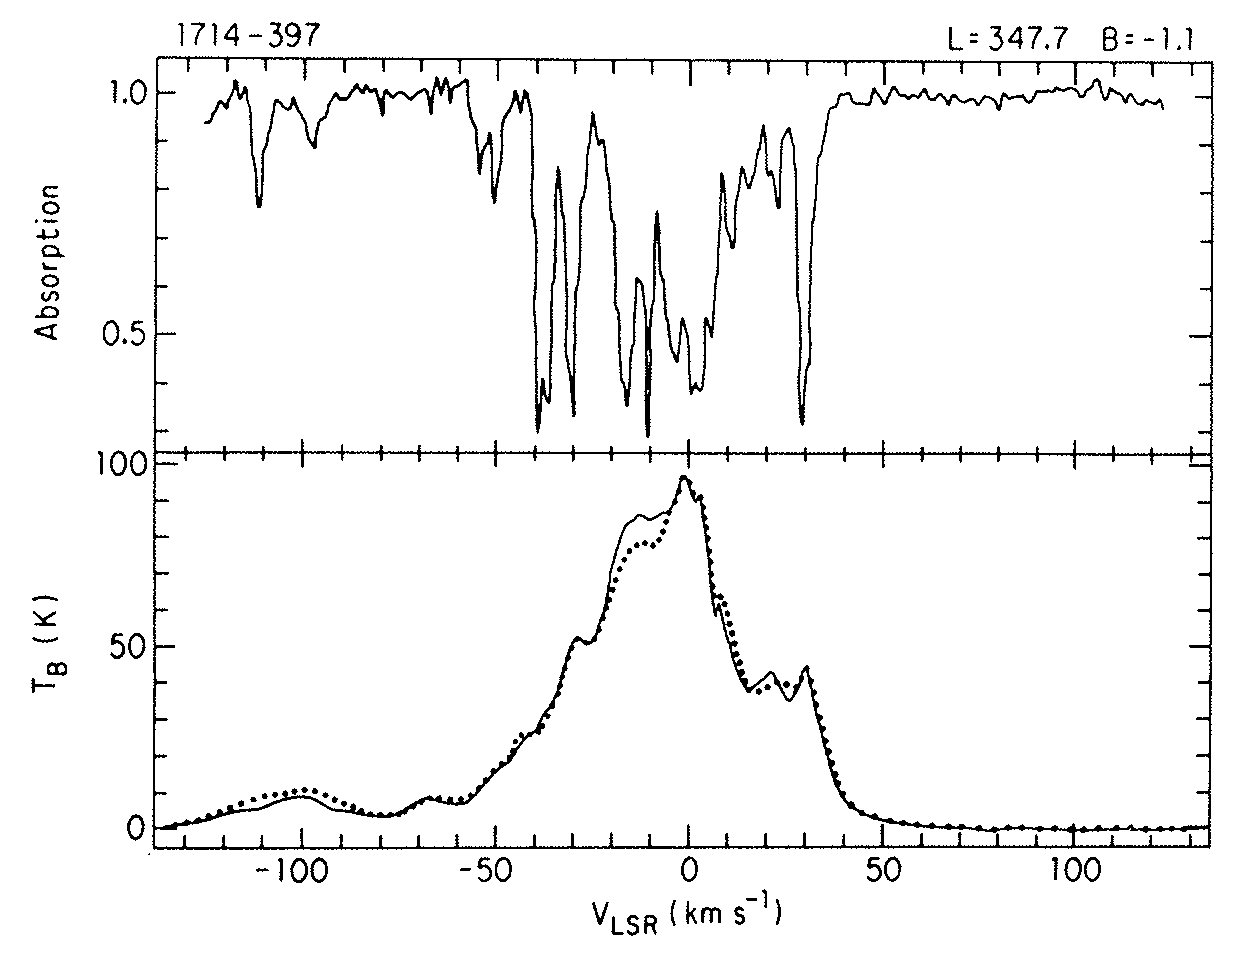 1714-397 L=347.7 B=-1.1
1.0
Absorption
0.5
100
T_B (K)
50
0
-100 -50 0 50 100
V_LSR (km s⁻¹)